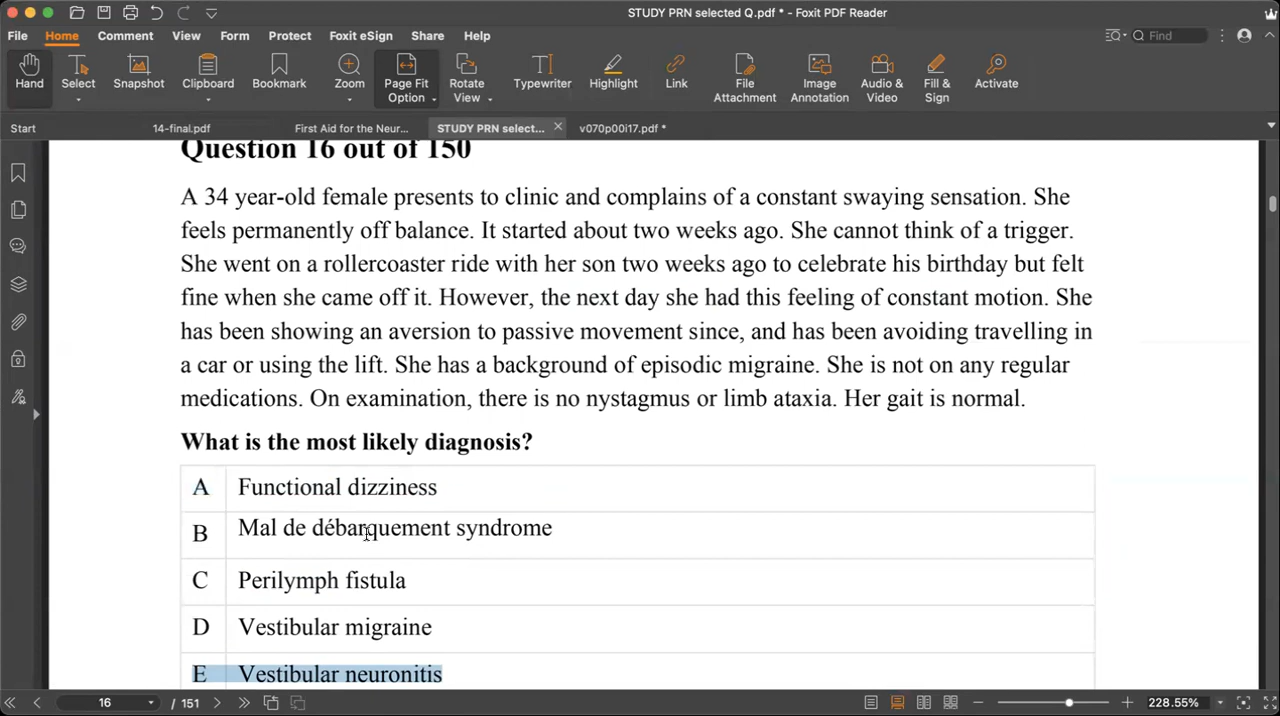 STUDY PRN selected Q.pdf * - Foxit PDF Reader
File Home Comment View Form Protect Foxit eSign Share Help
Find
Hand Select Snapshot Clipboard Bookmark Zoom Page Fit Option Rotate View Typewriter Highlight Link File Attachment Image Annotation Audio & Video Fill & Sign Activate
Start 14-final.pdf First Aid for the Neur... STUDY PRN select... v070p00i17.pdf *
Question 16 out of 150
A 34 year-old female presents to clinic and complains of a constant swaying sensation. She
feels permanently off balance. It started about two weeks ago. She cannot think of a trigger.
She went on a rollercoaster ride with her son two weeks ago to celebrate his birthday but felt
fine when she came off it. However, the next day she had this feeling of constant motion. She
has been showing an aversion to passive movement since, and has been avoiding travelling in
a car or using the lift. She has a background of episodic migraine. She is not on any regular
medications. On examination, there is no nystagmus or limb ataxia. Her gait is normal.
What is the most likely diagnosis?
A Functional dizziness
B Mal de débarquement syndrome
C Perilymph fistula
D Vestibular migraine
E Vestibular neuronitis
16 / 151 228.55%